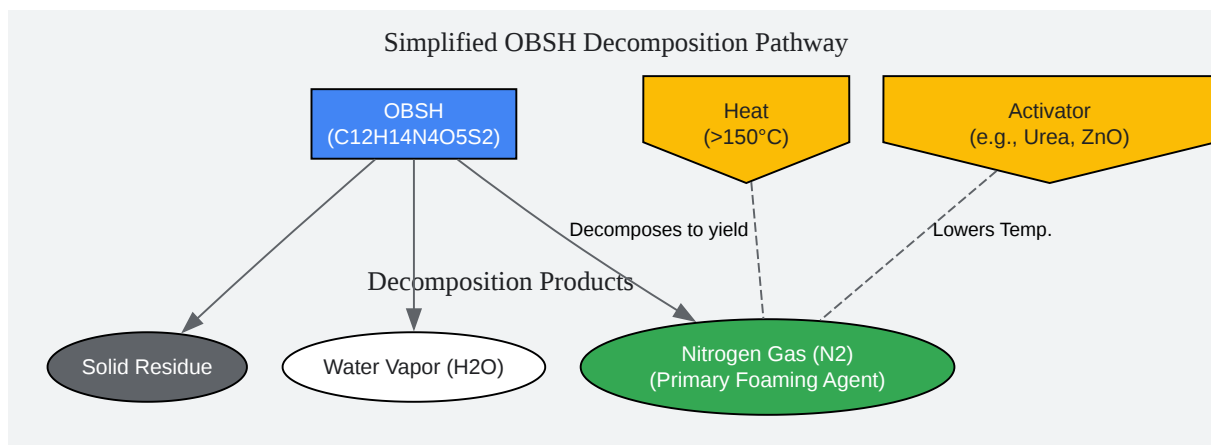 Simplified OBSH Decomposition Pathway
OBSH
(C12H14N4O5S2)
Heat
(>150°C)
Activator
(e.g., Urea, ZnO)
Decomposes to yield
Lowers Temp.
Decomposition Products
Solid Residue
Water Vapor (H2O)
Nitrogen Gas (N2)
(Primary Foaming Agent)